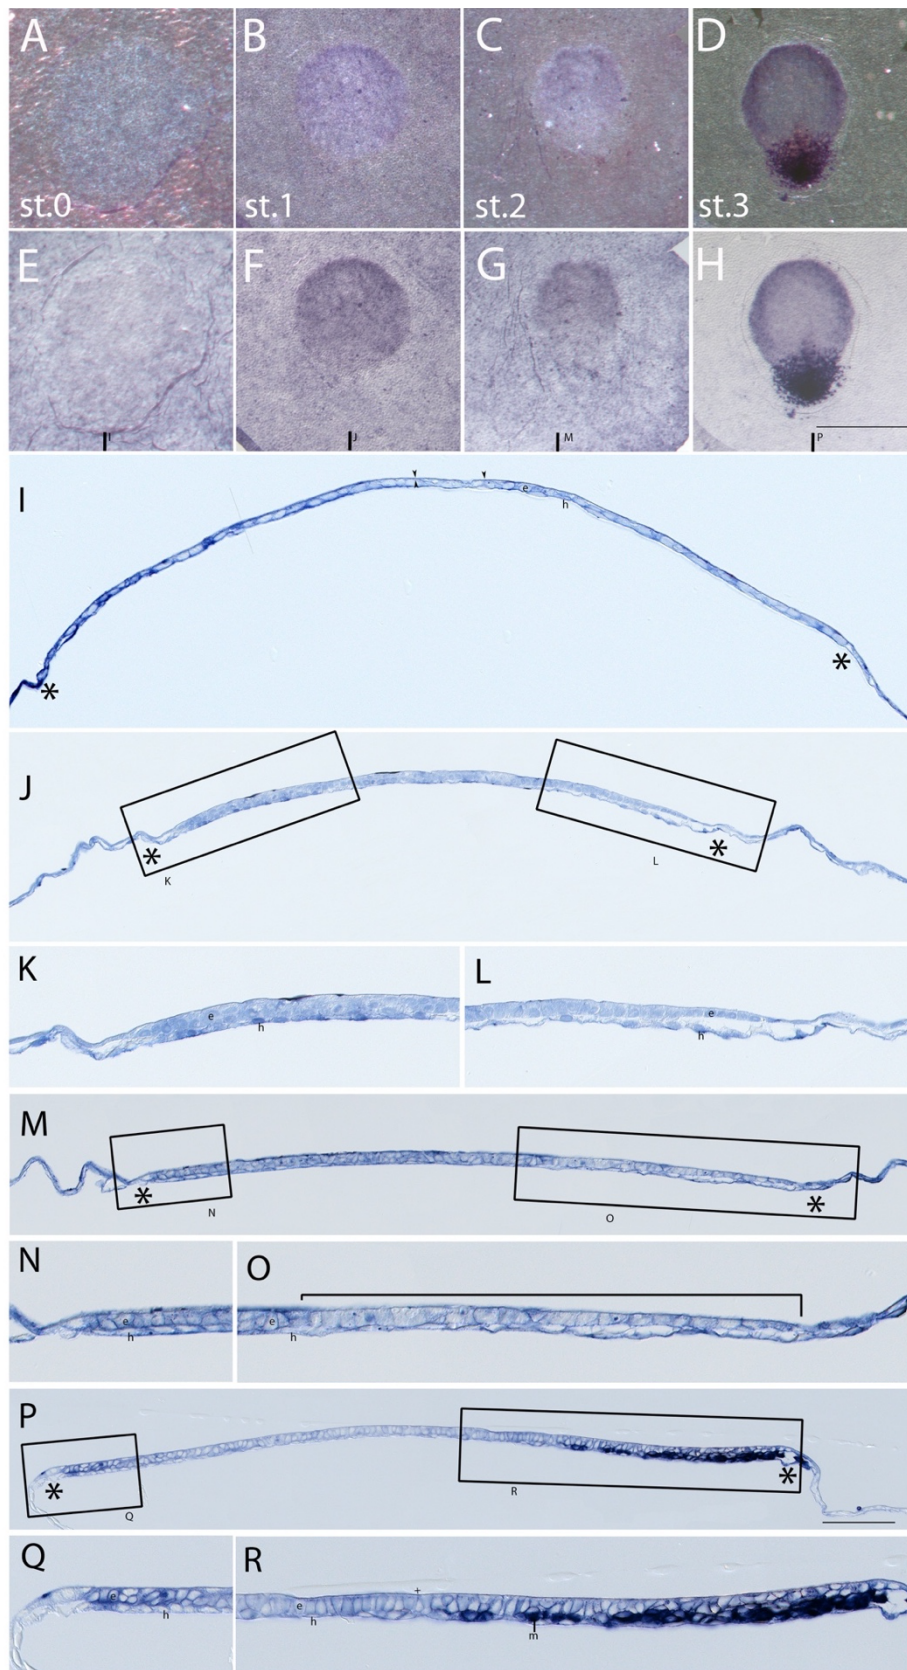 A B C D
st.0 st.1 st.2 st.3
E F G H
I J M P
I
e
h
* *
J
* *
K L
K L
e e
h h
M
* *
N O
N O
e e
h h
P
* *
Q R
Q R
+
e e
h h
m